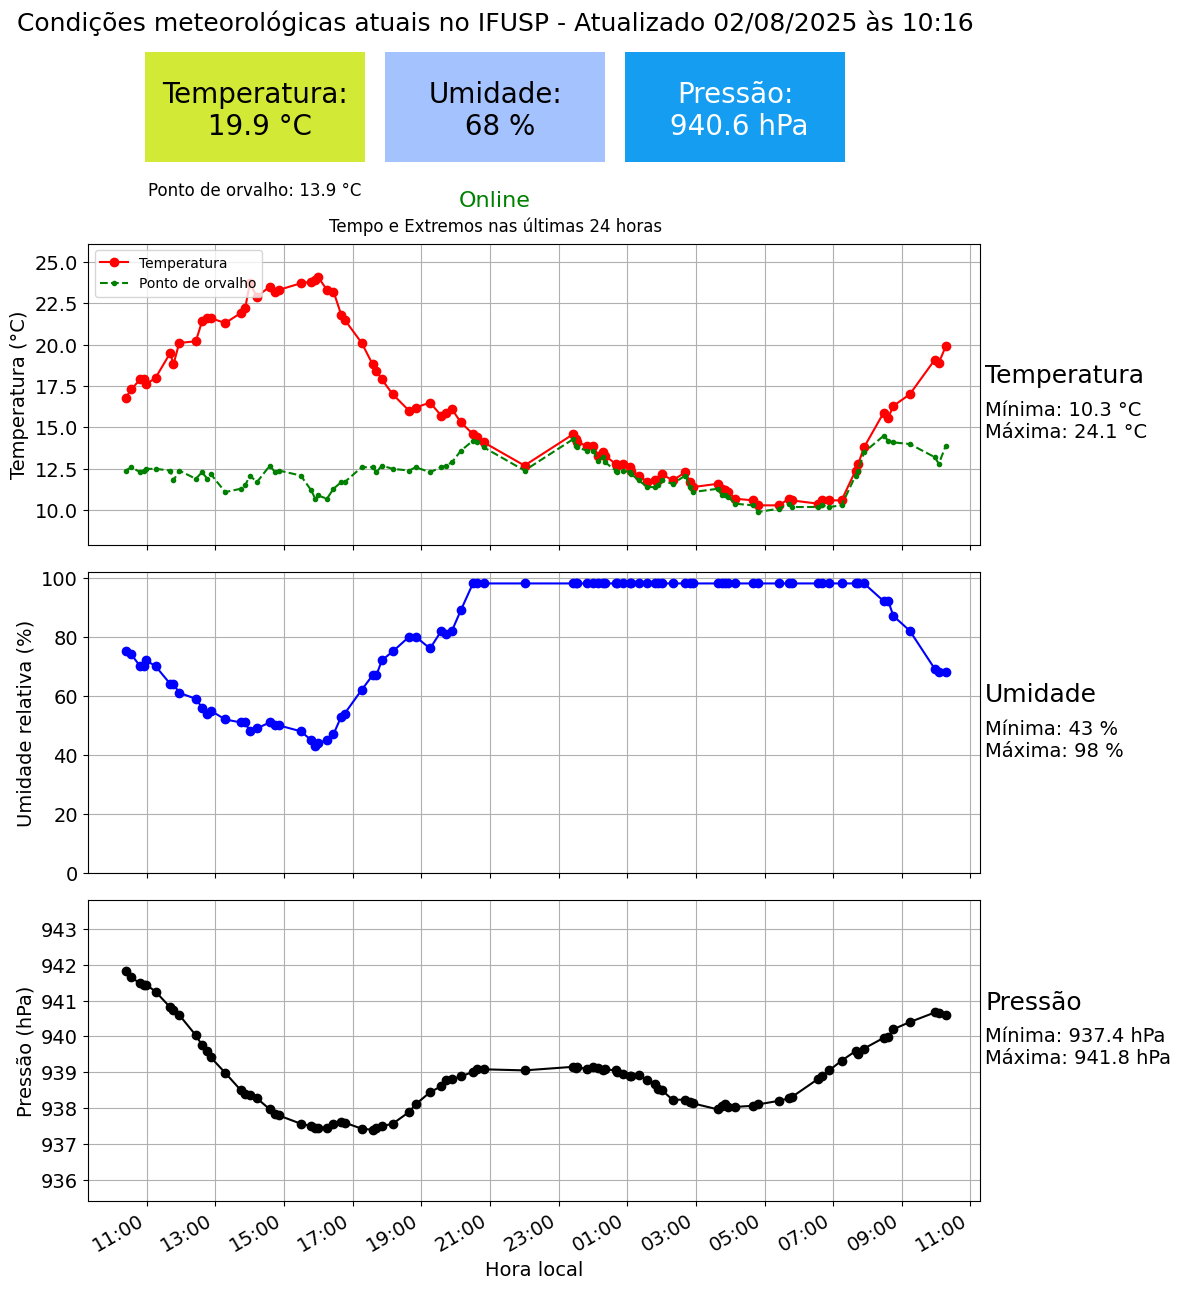 Condições meteorológicas atuais no IFUSP - Atualizado 02/08/2025 às 10:16
Temperatura:
19.9 °C
Umidade:
68 %
Pressão:
940.6 hPa
Ponto de orvalho: 13.9 °C
Online
Tempo e Extremos nas últimas 24 horas
Temperatura
Ponto de orvalho
Temperatura (°C)
25.0
22.5
20.0
17.5
15.0
12.5
10.0
Temperatura
Mínima: 10.3 °C
Máxima: 24.1 °C
Umidade relativa (%)
100
80
60
40
20
0
Umidade
Mínima: 43 %
Máxima: 98 %
Pressão (hPa)
943
942
941
940
939
938
937
936
Pressão
Mínima: 937.4 hPa
Máxima: 941.8 hPa
11:00 13:00 15:00 17:00 19:00 21:00 23:00 01:00 03:00 05:00 07:00 09:00 11:00
Hora local